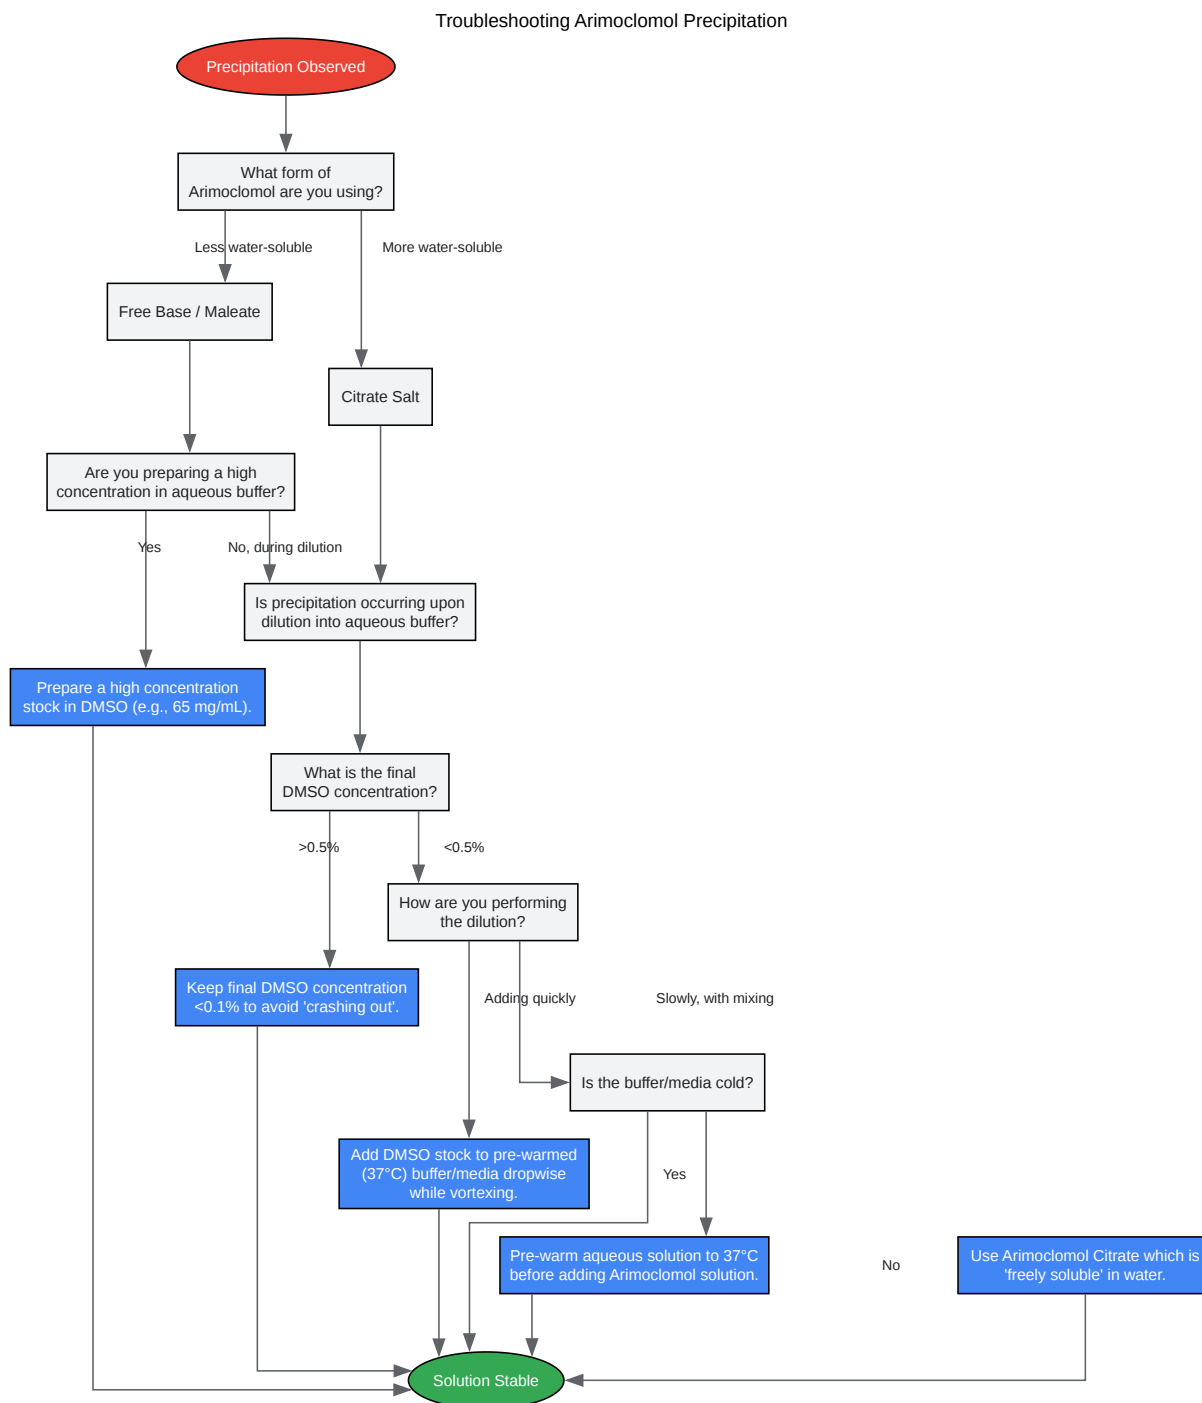 Troubleshooting Arimoclomol Precipitation
Precipitation Observed
What form of
Arimoclomol are you using?
Less water-soluble
More water-soluble
Free Base / Maleate
Citrate Salt
Are you preparing a high
concentration in aqueous buffer?
Yes
No, during dilution
Is precipitation occurring upon
dilution into aqueous buffer?
Prepare a high concentration
stock in DMSO (e.g., 65 mg/mL).
What is the final
DMSO concentration?
>0.5%
<0.5%
How are you performing
the dilution?
Keep final DMSO concentration
<0.1% to avoid 'crashing out'.
Adding quickly
Slowly, with mixing
Is the buffer/media cold?
Add DMSO stock to pre-warmed
(37°C) buffer/media dropwise
while vortexing.
Yes
Pre-warm aqueous solution to 37°C
before adding Arimoclomol solution.
No
Use Arimoclomol Citrate which is
'freely soluble' in water.
Solution Stable